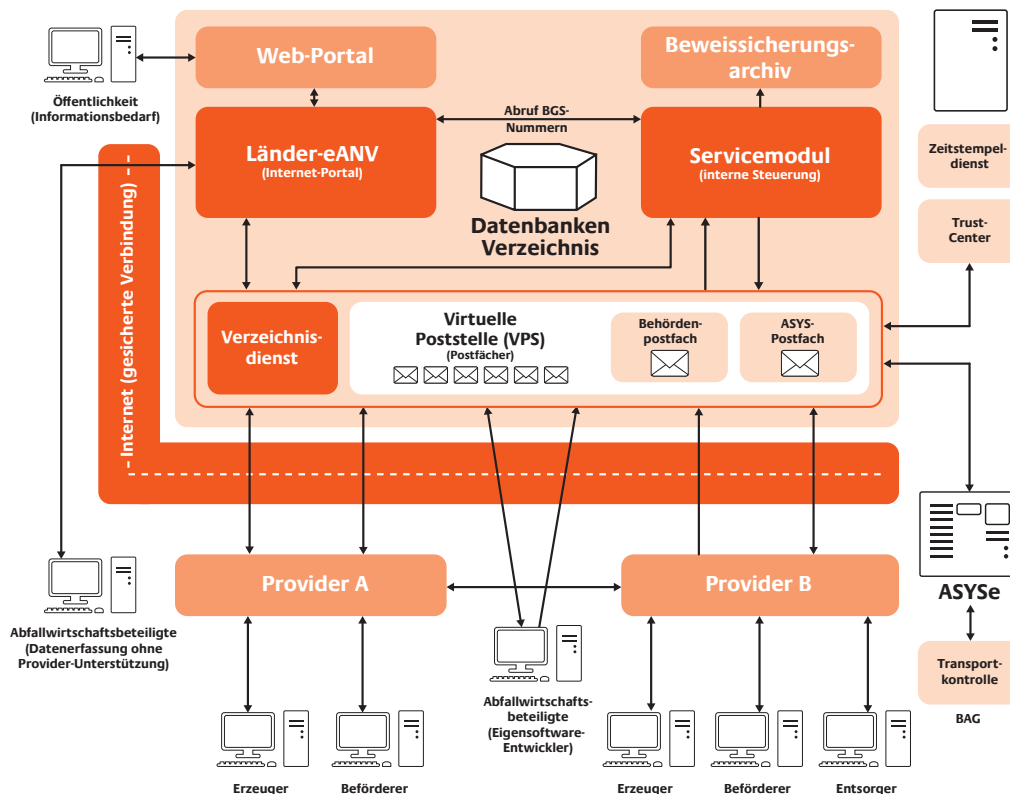 Web-Portal
Beweissicherungs-
archiv
Öffentlichkeit
(Informationsbedarf)
Abruf BGS-
Nummern
Länder-eANV
(Internet-Portal)
Servicemodul
(interne Steuerung)
Zeitstempel-
dienst
Datenbanken
Verzeichnis
Trust-
Center
Internet (gesicherte Verbindung)
Verzeichnis-
dienst
Virtuelle
Poststelle (VPS)
(Postfächer)
Behörden-
postfach
ASYS-
Postfach
Provider A
Provider B
ASYSe
Abfallwirtschaftsbeteiligte
(Datenerfassung ohne
Provider-Unterstützung)
Transport-
kontrolle
BAG
Abfallwirtschafts-
beteiligte
(Eigensoftware-
Entwickler)
Erzeuger
Beförderer
Erzeuger
Beförderer
Entsorger